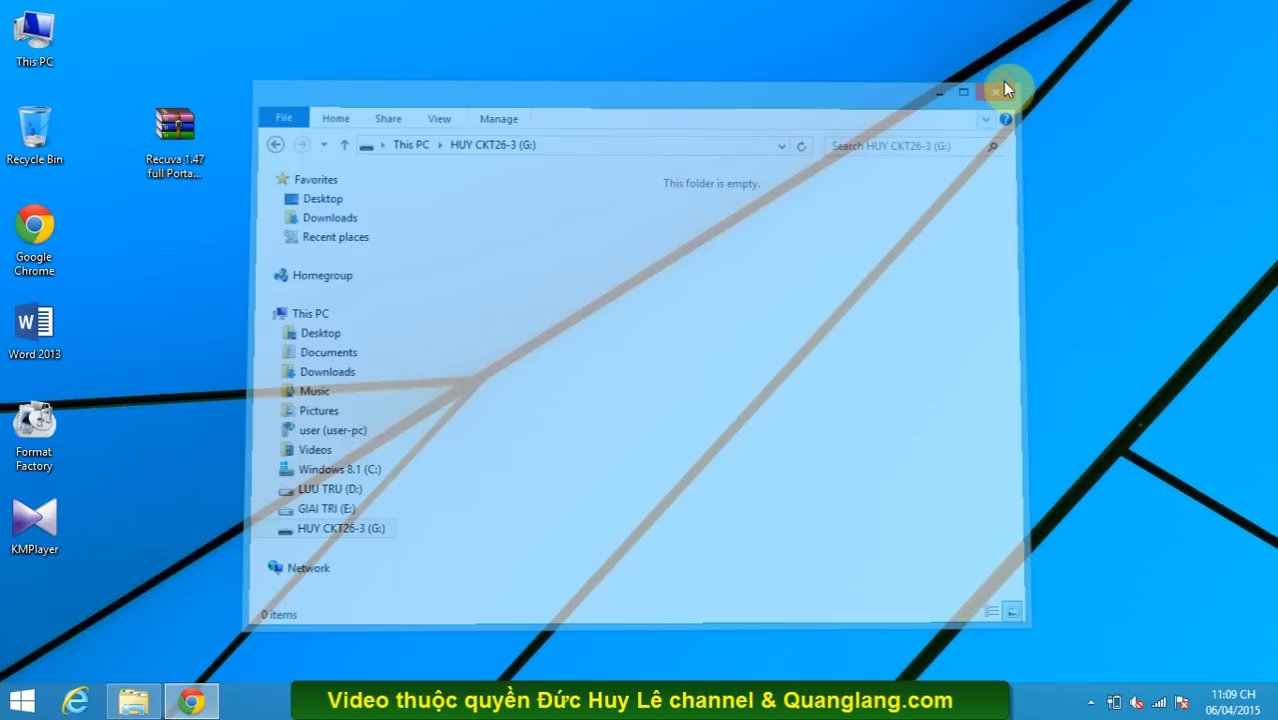 This PC
Recycle Bin
Google
Chrome
Word 2013
Format
Factory
KMPlayer
Recuva 1.47
full Porta...
File Home Share View Manage
This PC HUY CKT26-3 (G:)
Search HUY CKT26-3 (G:)
This folder is empty.
Favorites
Desktop
Downloads
Recent places
Homegroup
This PC
Desktop
Documents
Downloads
Music
Pictures
user (user-pc)
Videos
Windows 8.1 (C:)
LUU TRU (D:)
GIAI TRI (E:)
HUY CKT26-3 (G:)
Network
0 items
Video thuộc quyền Đức Huy Lê channel & Quanglang.com
11:09 CH
06/04/2015